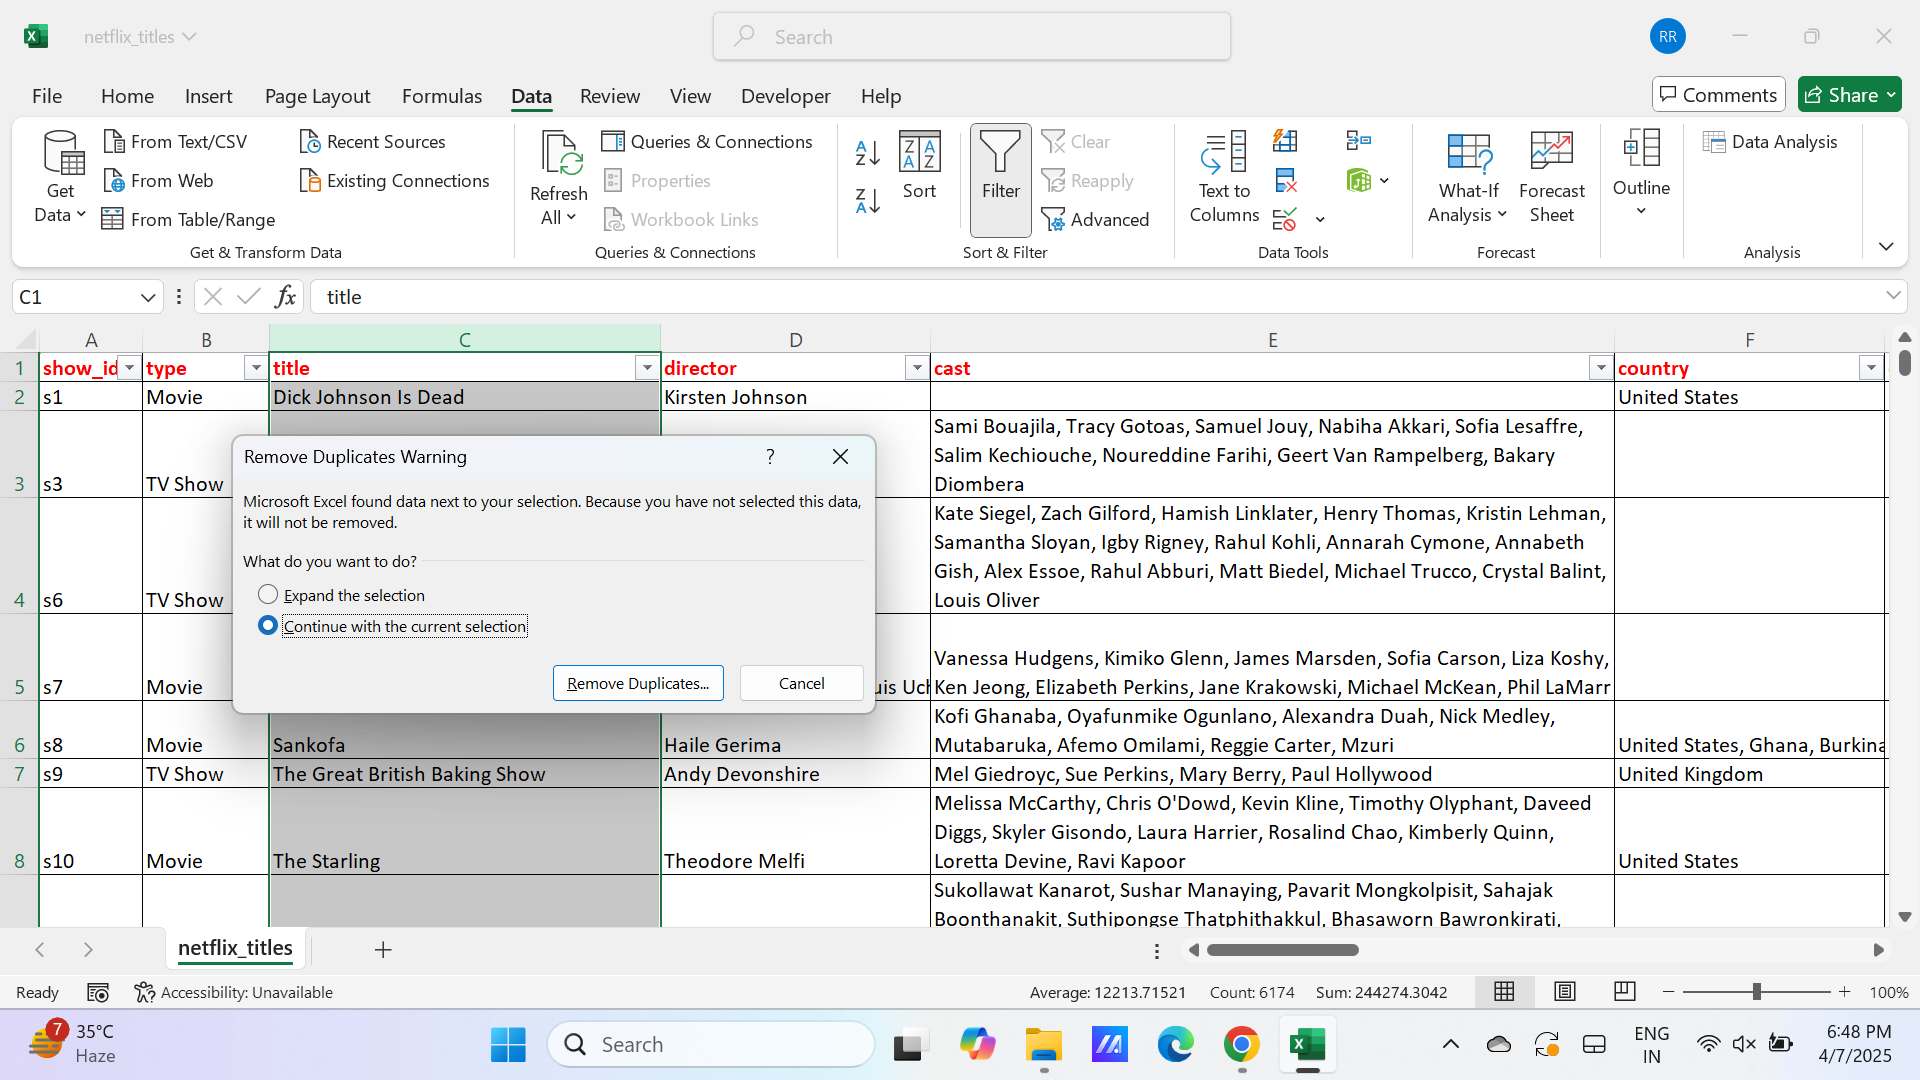 netflix_titles
Search
RR
File Home Insert Page Layout Formulas Data Review View Developer Help
Comments Share
Get Data
From Text/CSV
From Web
From Table/Range
Recent Sources
Existing Connections
Get & Transform Data
Refresh All
Queries & Connections
Properties
Workbook Links
Queries & Connections
Sort
Filter
Clear
Reapply
Advanced
Sort & Filter
Text to Columns
Data Tools
What-If Analysis
Forecast Sheet
Forecast
Outline
Data Analysis
Analysis
C1 fx title
A B C D E F
1 show_id type title director cast country
2 s1 Movie Dick Johnson Is Dead Kirsten Johnson United States
Sami Bouajila, Tracy Gotoas, Samuel Jouy, Nabiha Akkari, Sofia Lesaffre,
Salim Kechiouche, Noureddine Farihi, Geert Van Rampelberg, Bakary
3 s3 TV Show Diombera
Kate Siegel, Zach Gilford, Hamish Linklater, Henry Thomas, Kristin Lehman,
Samantha Sloyan, Igby Rigney, Rahul Kohli, Annarah Cymone, Annabeth
Gish, Alex Essoe, Rahul Abburi, Matt Biedel, Michael Trucco, Crystal Balint,
4 s6 TV Show Louis Oliver
Vanessa Hudgens, Kimiko Glenn, James Marsden, Sofia Carson, Liza Koshy,
5 s7 Movie Ken Jeong, Elizabeth Perkins, Jane Krakowski, Michael McKean, Phil LaMarr
Kofi Ghanaba, Oyafunmike Ogunlano, Alexandra Duah, Nick Medley,
6 s8 Movie Sankofa Haile Gerima Mutabaruka, Afemo Omilami, Reggie Carter, Mzuri United States, Ghana, Burkina
7 s9 TV Show The Great British Baking Show Andy Devonshire Mel Giedroyc, Sue Perkins, Mary Berry, Paul Hollywood United Kingdom
Melissa McCarthy, Chris O'Dowd, Kevin Kline, Timothy Olyphant, Daveed
Diggs, Skyler Gisondo, Laura Harrier, Rosalind Chao, Kimberly Quinn,
8 s10 Movie The Starling Theodore Melfi Loretta Devine, Ravi Kapoor United States
Sukollawat Kanarot, Sushar Manaying, Pavarit Mongkolpisit, Sahajak
Boonthanakit, Suthipongse Thatphithakkul, Bhasaworn Bawronkirati,
Remove Duplicates Warning ?
Microsoft Excel found data next to your selection. Because you have not selected this data,
it will not be removed.
What do you want to do?
Expand the selection
Continue with the current selection
Remove Duplicates... Cancel
netflix_titles
Ready Accessibility: Unavailable Average: 12213.71521 Count: 6174 Sum: 244274.3042 100%
7 35°C
Haze
Search
ENG
IN
6:48 PM
4/7/2025